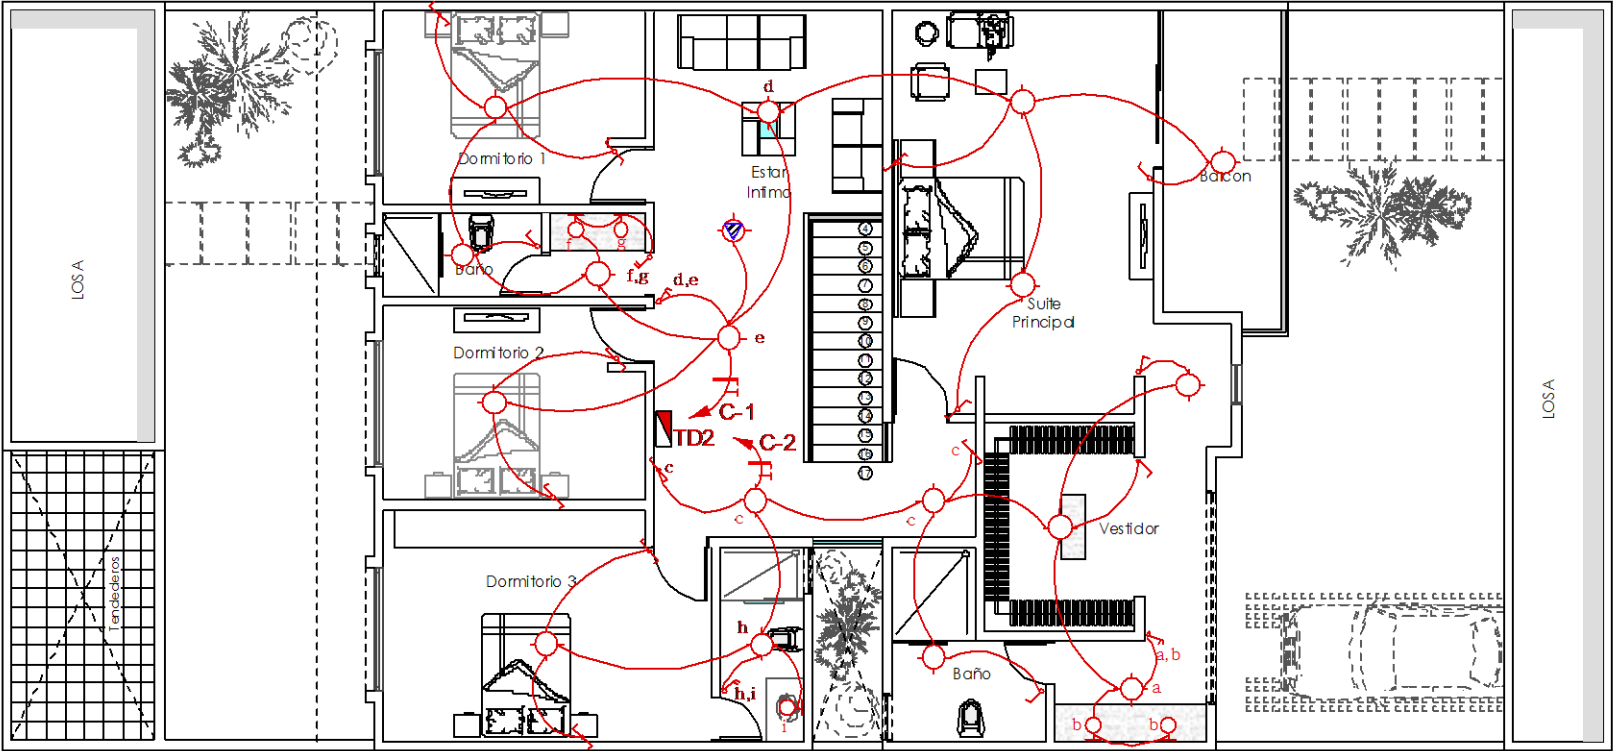 LOSA
Tendederos
Dormitorio 1
d
Estar
Intimo
Balcon
f
g
Baño
f,g
d,e
e
Suite
Principal
Dormitorio 2
C-1
TD2
C-2
c
c
c
c
4
5
6
7
8
9
10
11
12
13
14
15
16
17
Vestidor
Dormitorio 3
h
h,i
i
Baño
a,b
a
b
b
LOSA